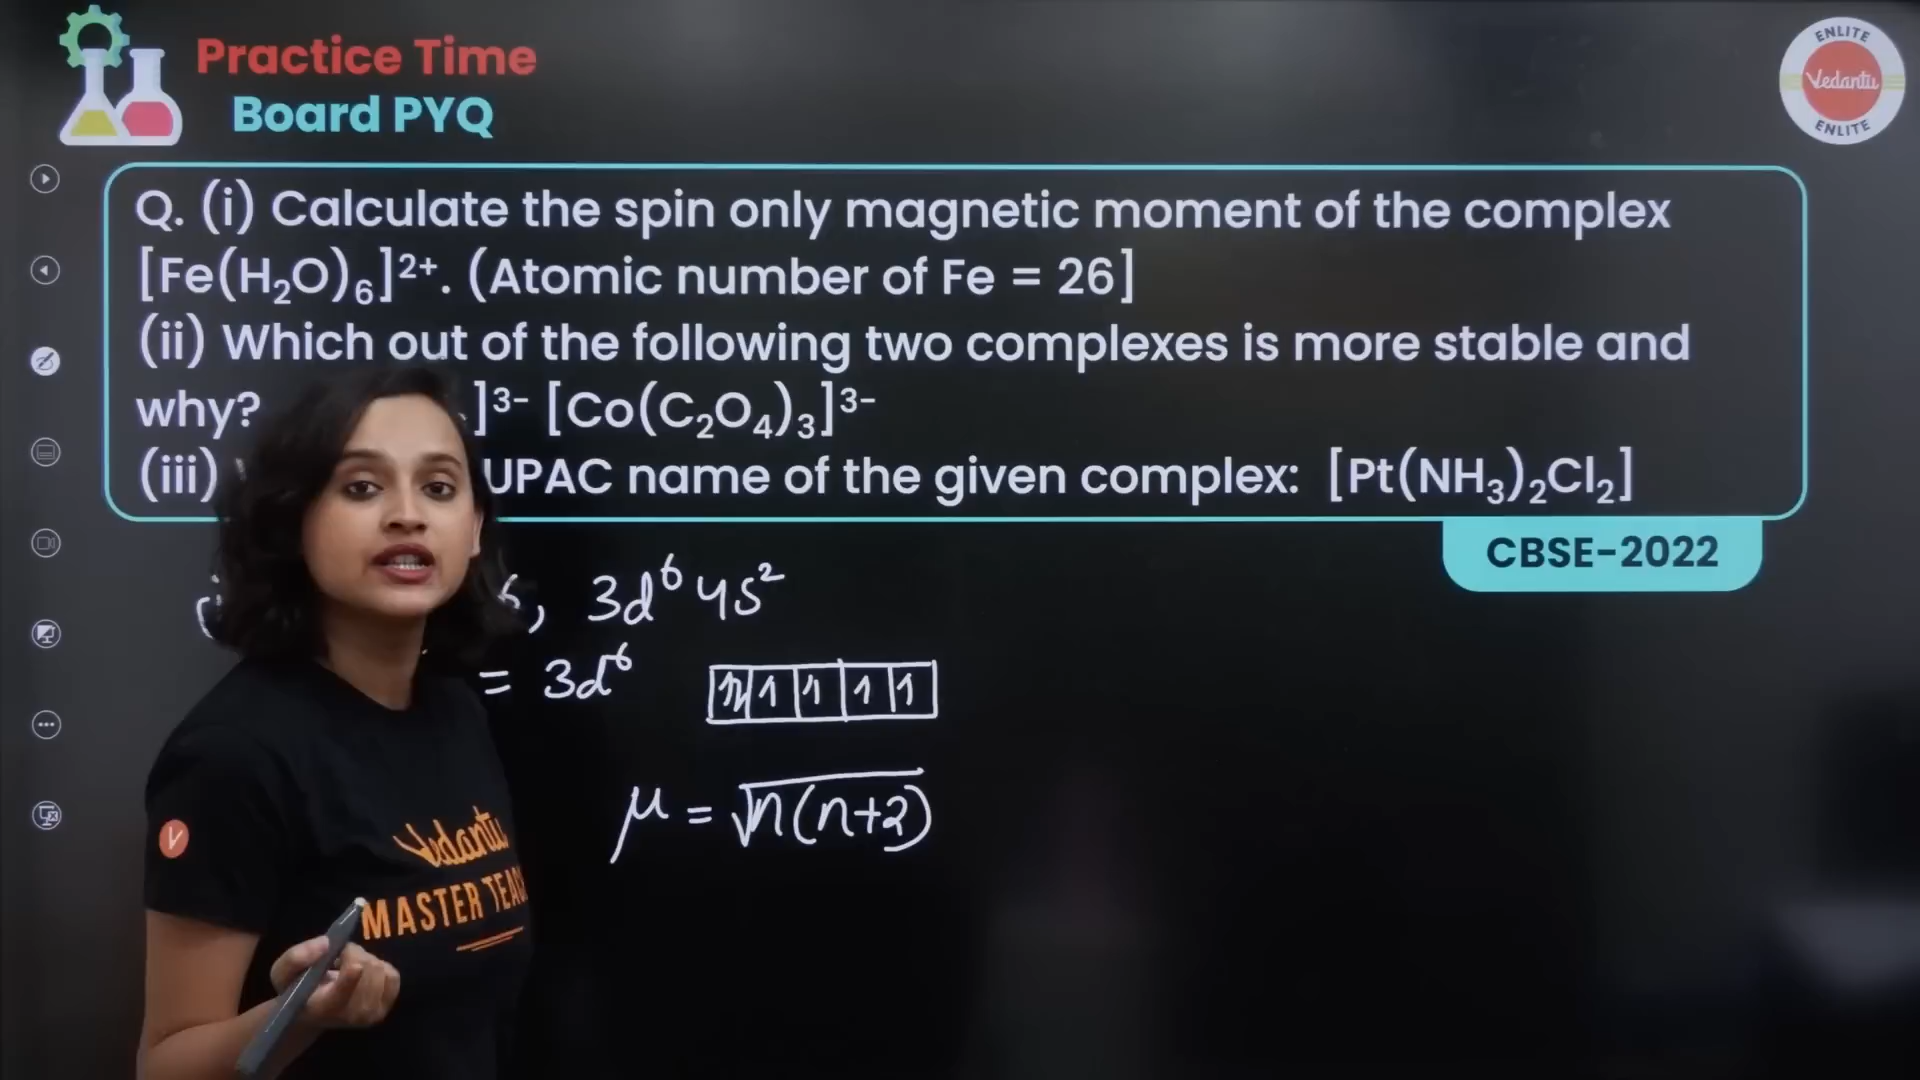 Practice Time
Board PYQ
ENLITE
Vedantu
ENLITE
Q. (i) Calculate the spin only magnetic moment of the complex
[Fe(H₂O)₆]²⁺. (Atomic number of Fe = 26]
(ii) Which out of the following two complexes is more stable and
why? ]³⁻ [Co(C₂O₄)₃]³⁻
(iii) UPAC name of the given complex: [Pt(NH₃)₂Cl₂]
CBSE-2022
, 3d⁶ 4s²
= 3d⁶
μ = √n(n+2)
Vedantu
MASTER
V